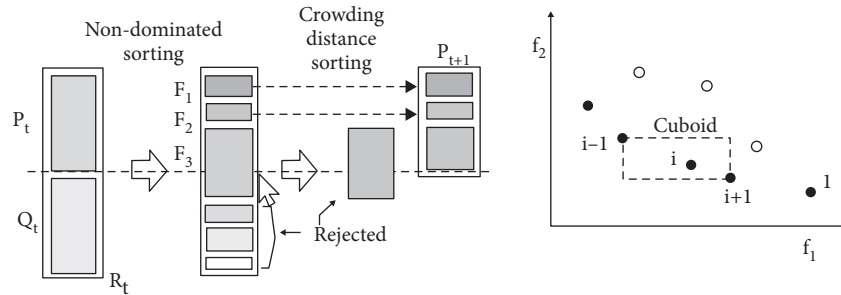 Non-dominated
sorting
Crowding
distance
sorting
P_t+1
F_1
F_2
F_3
P_t
Q_t
R_t
Rejected
f_2
Cuboid
i–1
i
i+1
1
f_1